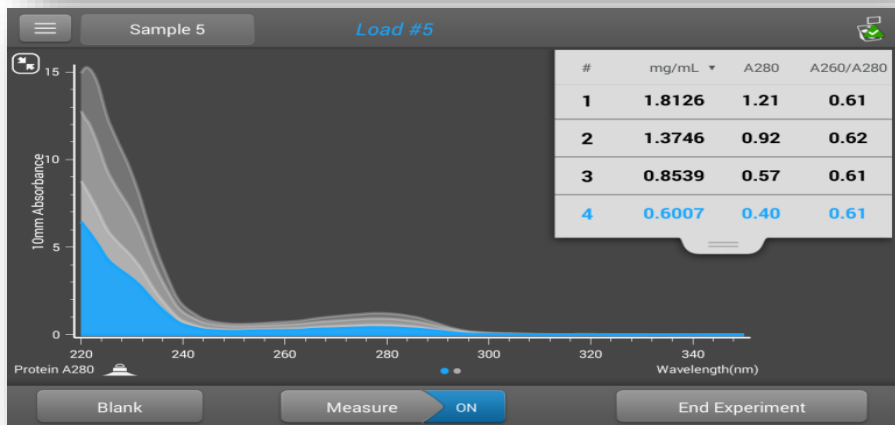 Sample 5
Load #5
# mg/mL A280 A260/A280
1 1.8126 1.21 0.61
2 1.3746 0.92 0.62
3 0.8539 0.57 0.61
4 0.6007 0.40 0.61
10mm Absorbance
15
10
5
0
220 240 260 280 300 320 340
Protein A280
Wavelength(nm)
Blank
Measure ON
End Experiment